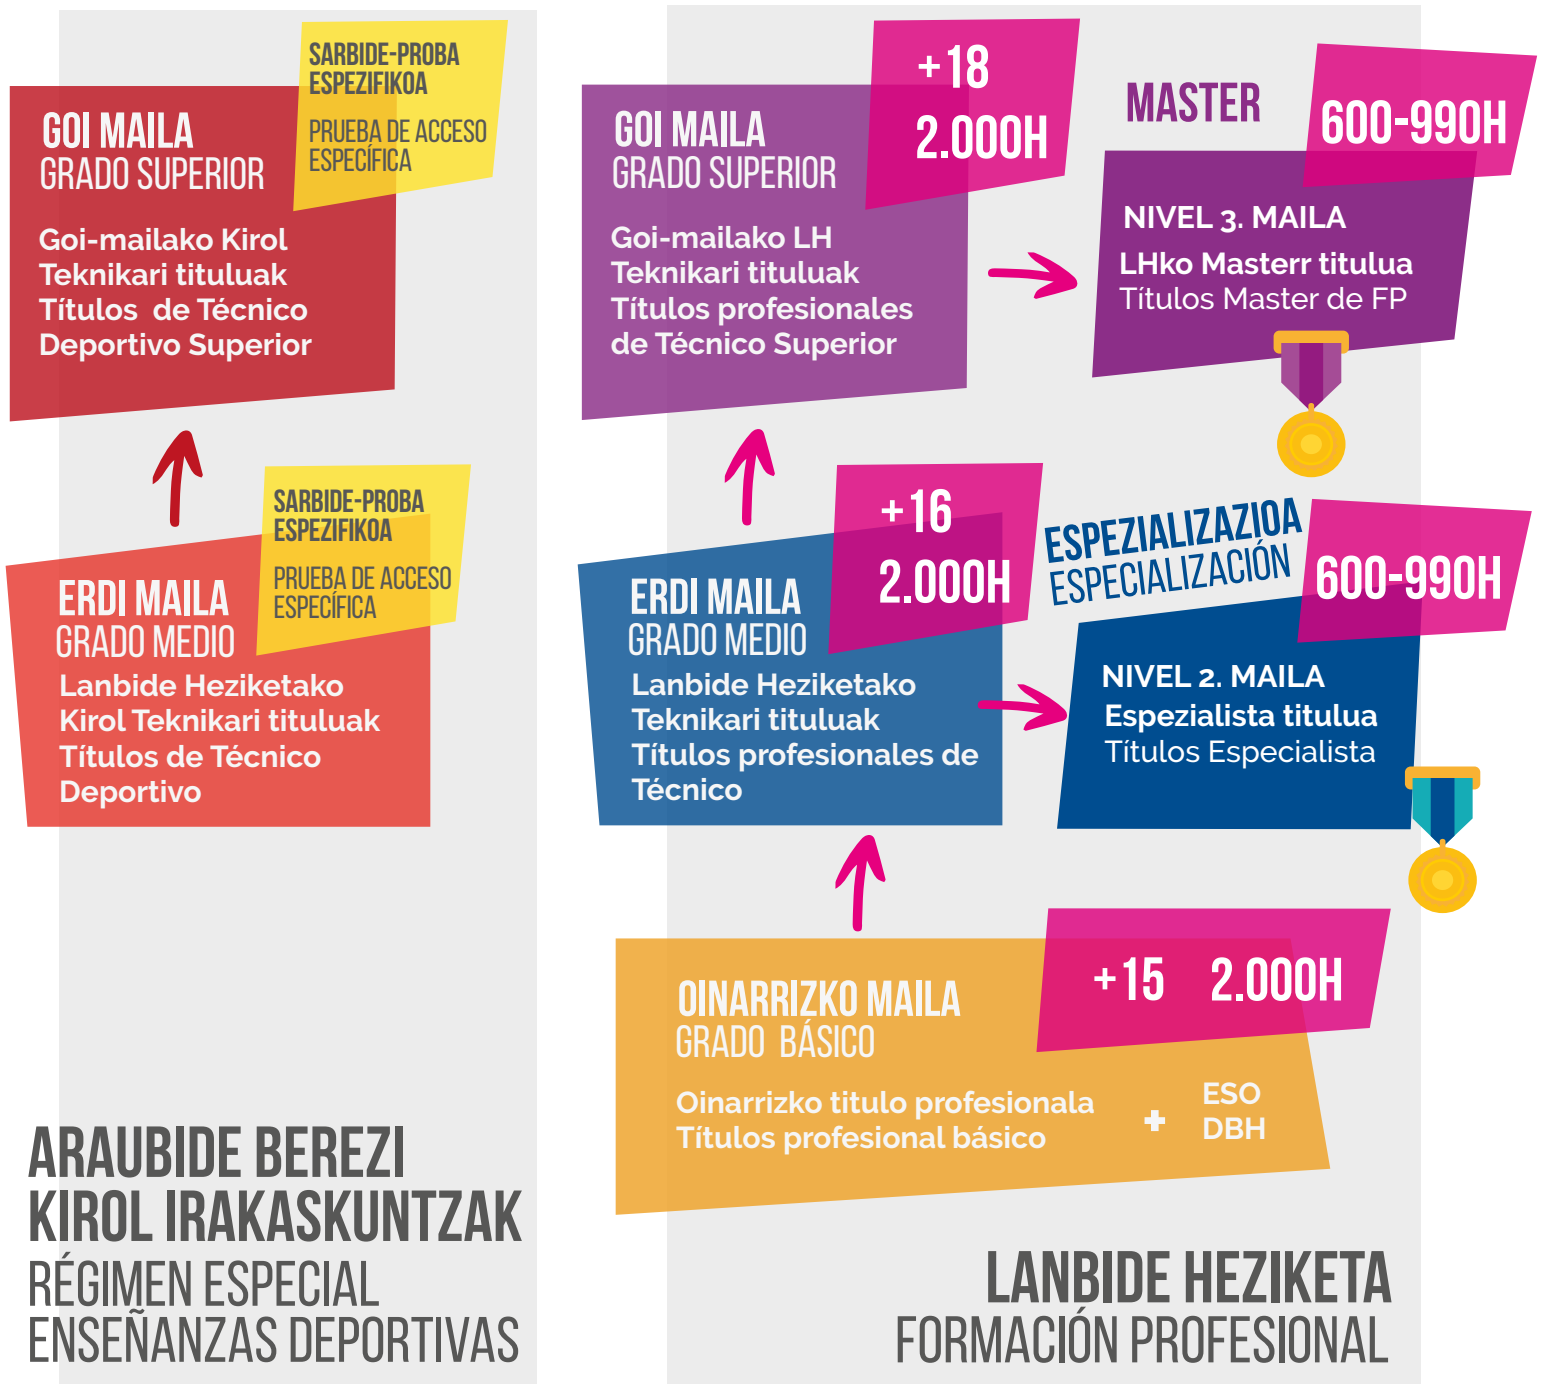 SARBIDE-PROBA
ESPEZIFIKOA
PRUEBA DE ACCESO
ESPECÍFICA
GOI MAILA
GRADO SUPERIOR
Goi-mailako Kirol
Teknikari tituluak
Títulos de Técnico
Deportivo Superior
SARBIDE-PROBA
ESPEZIFIKOA
PRUEBA DE ACCESO
ESPECÍFICA
ERDI MAILA
GRADO MEDIO
Lanbide Heziketako
Kirol Teknikari tituluak
Títulos de Técnico
Deportivo
ARAUBIDE BEREZI
KIROL IRAKASKUNTZAK
RÉGIMEN ESPECIAL
ENSEÑANZAS DEPORTIVAS
+18
2.000H
GOI MAILA
GRADO SUPERIOR
Goi-mailako LH
Teknikari tituluak
Títulos profesionales
de Técnico Superior
MASTER
600-990H
NIVEL 3. MAILA
LHko Masterr titulua
Títulos Master de FP
+16
2.000H
ERDI MAILA
GRADO MEDIO
Lanbide Heziketako
Teknikari tituluak
Títulos profesionales de
Técnico
ESPEZIALIZAZIOA
ESPECIALIZACIÓN
600-990H
NIVEL 2. MAILA
Espezialista titulua
Títulos Especialista
+15 2.000H
OINARRIZKO MAILA
GRADO BÁSICO
Oinarrizko titulo profesionala
Títulos profesional básico
+
ESO
DBH
LANBIDE HEZIKETA
FORMACIÓN PROFESIONAL